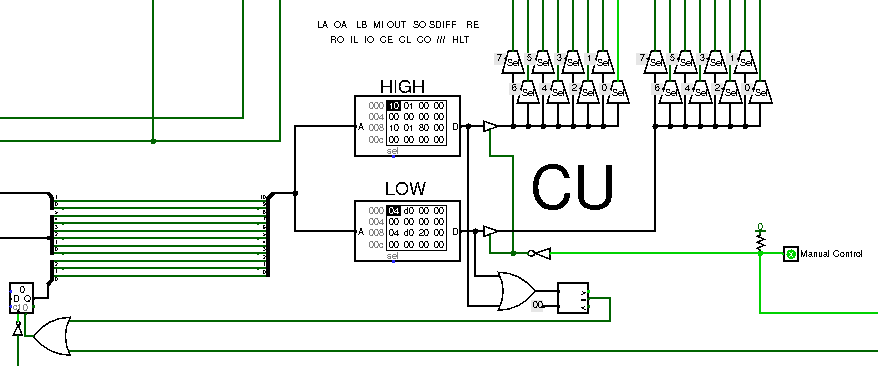 LA OA LB MI OUT SO SDIFF RE
RO IL IO CE CL CO /// HLT
7 5 3 1 7 5 3 1
Sel Sel Sel Sel Sel Sel Sel Sel
6 4 2 0 6 4 2 0
Sel Sel Sel Sel Sel Sel Sel Sel
HIGH
000 10 01 00 00
004 00 00 00 00
A 008 10 01 80 00 D
00c 00 00 00 00
sel
CU
LOW
000 04 d0 00 00
004 00 00 00 00
A 008 04 d0 20 00 D
00c 00 00 00 00
sel
0
Manual Control
0
D Q
00